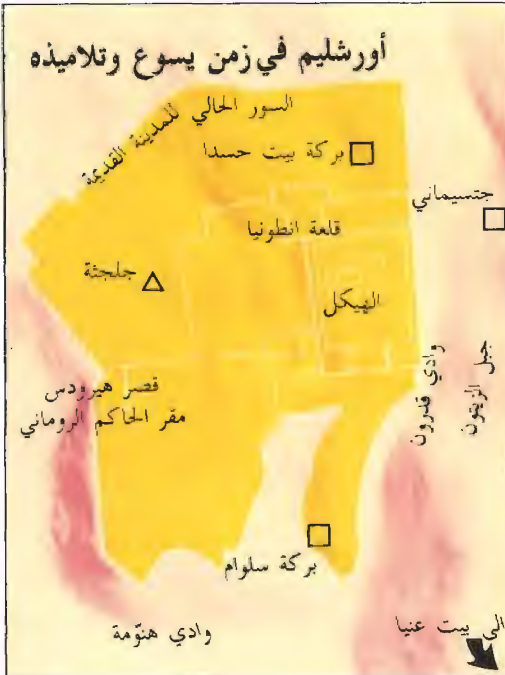 أورشليم في زمن يسوع وتلاميذه
السور الحالي للمدينة القديمة
بركة بيت حسدا
جتسيماني
قلعة انطونيا
جلجثة
الهيكل
وادي قدرون
جبل الزيتون
قصر هيرودس
مقر الحاكم الروماني
بركة سلوام
وادي هنّومة
الى بيت عنيا